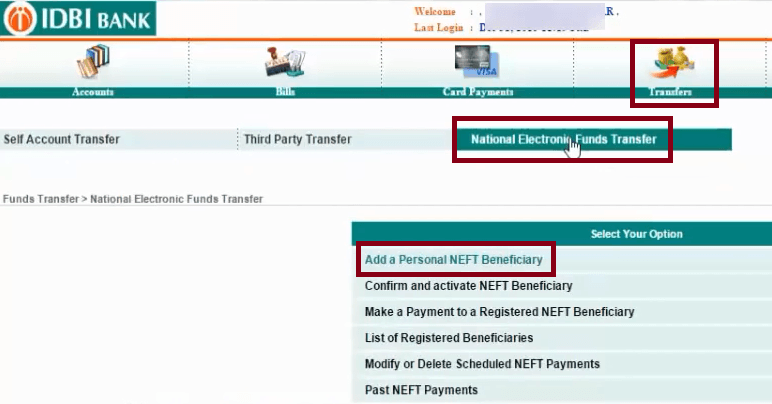 IDBI BANK
Welcome : .
R .
Last Login :
VISA
Accounts
Bills
Card Payments
Transfers
Self Account Transfer
Third Party Transfer
National Electronic Funds Transfer
Funds Transfer > National Electronic Funds Transfer
Select Your Option
Add a Personal NEFT Beneficiary
Confirm and activate NEFT Beneficiary
Make a Payment to a Registered NEFT Beneficiary
List of Registered Beneficiaries
Modify or Delete Scheduled NEFT Payments
Past NEFT Payments